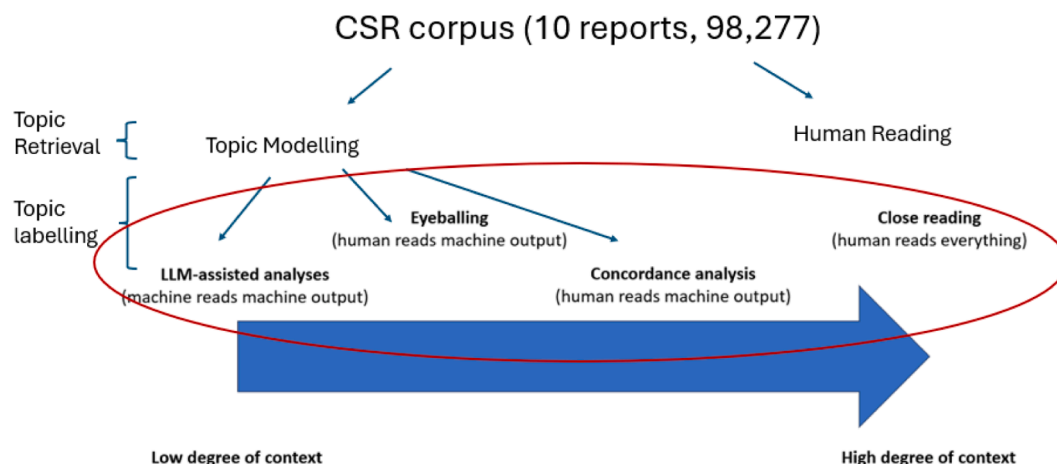 CSR corpus (10 reports, 98,277)
Topic
Retrieval
Topic Modelling
Human Reading
Topic
labelling
Eyeballing
(human reads machine output)
Close reading
(human reads everything)
LLM-assisted analyses
(machine reads machine output)
Concordance analysis
(human reads machine output)
Low degree of context
High degree of context